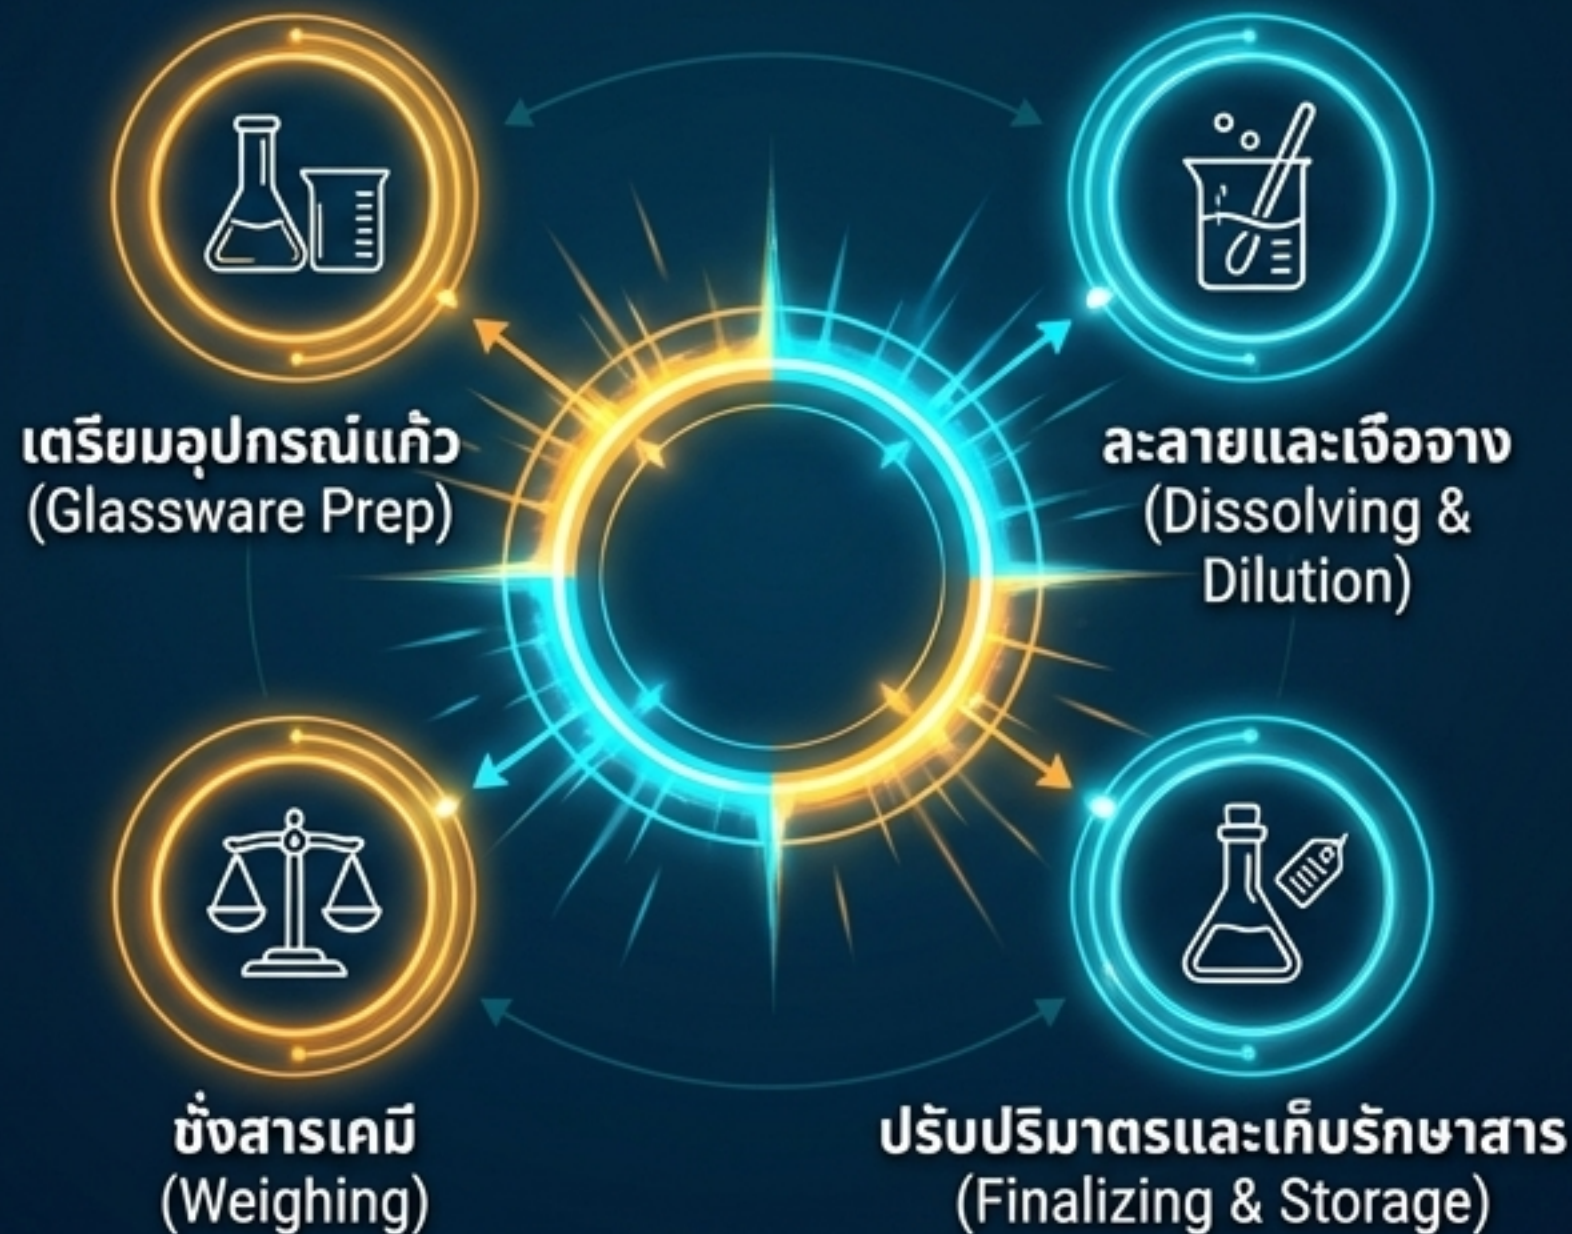 เตรียมอุปกรณ์แก้ว
(Glassware Prep)
ละลายและเจือจาง
(Dissolving &
Dilution)
ชั่งสารเคมี
(Weighing)
ปรับปริมาตรและเก็บรักษาสาร
(Finalizing & Storage)